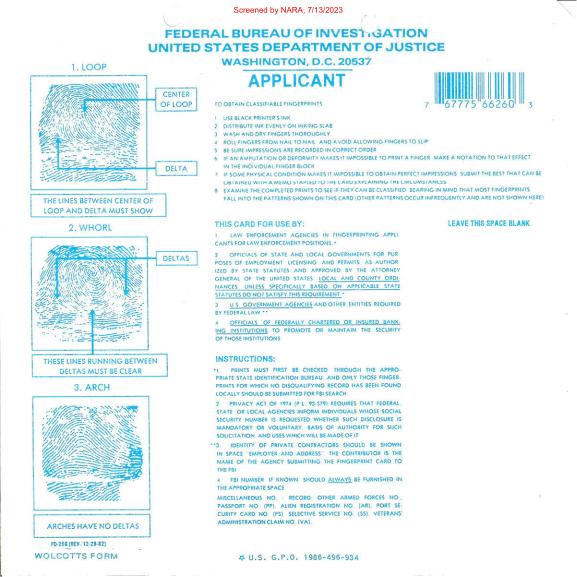 Screened by NARA, 7/13/2023
FEDERAL BUREAU OF INVESTIGATION
UNITED STATES DEPARTMENT OF JUSTICE
WASHINGTON, D.C. 20537
APPLICANT
1. LOOP
CENTER
OF LOOP
DELTA
THE LINES BETWEEN CENTER OF
LOOP AND DELTA MUST SHOW
2. WHORL
DELTAS
THESE LINES RUNNING BETWEEN
DELTAS MUST BE CLEAR
3. ARCH
ARCHES HAVE NO DELTAS
FD-258 (REV. 12-29-82)
WOLCOTTS FORM
7 67775 66260 3
TO OBTAIN CLASSIFIABLE FINGERPRINTS
1 USE BLACK PRINTER'S INK
2 DISTRIBUTE INK EVENLY ON INKING SLAB
3 WASH AND DRY FINGERS THOROUGHLY
4 ROLL FINGERS FROM NAIL TO NAIL AND AVOID ALLOWING FINGERS TO SLIP
5 BE SURE IMPRESSIONS ARE RECORDED IN CORRECT ORDER
6 IF AN AMPUTATION OR DEFORMITY MAKES IT IMPOSSIBLE TO PRINT A FINGER MAKE A NOTATION TO THAT EFFECT
IN THE INDIVIDUAL FINGER BLOCK
7 IF SOME PHYSICAL CONDITION MAKES IT IMPOSSIBLE TO OBTAIN PERFECT IMPRESSIONS SUBMIT THE BEST THAT CAN BE
OBTAINED WITH A MEMO STAPLED TO THE CARD EXPLAINING THE CIRCUMSTANCES
8 EXAMINE THE COMPLETED PRINTS TO SEE IF THEY CAN BE CLASSIFIED BEARING IN MIND THAT MOST FINGERPRINTS
FALL INTO THE PATTERNS SHOWN ON THIS CARD (OTHER PATTERNS OCCUR INFREQUENTLY AND ARE NOT SHOWN HERE)
THIS CARD FOR USE BY:
LEAVE THIS SPACE BLANK
1 LAW ENFORCEMENT AGENCIES IN FINGERPRINTING APPLI
CANTS FOR LAW ENFORCEMENT POSITIONS. *
2 OFFICIALS OF STATE AND LOCAL GOVERNMENTS FOR PUR
POSES OF EMPLOYMENT LICENSING AND PERMITS, AS AUTHOR
IZED BY STATE STATUTES AND APPROVED BY THE ATTORNEY
GENERAL OF THE UNITED STATES LOCAL AND COUNTY ORDI
NANCES UNLESS SPECIFICALLY BASED ON APPLICABLE STATE
STATUTES DO NOT SATISFY THIS REQUIREMENT *
3 U.S. GOVERNMENT AGENCIES AND OTHER ENTITIES REQUIRED
BY FEDERAL LAW **
4 OFFICIALS OF FEDERALLY CHARTERED OR INSURED BANK
ING INSTITUTIONS TO PROMOTE OR MAINTAIN THE SECURITY
OF THOSE INSTITUTIONS
INSTRUCTIONS:
*1. PRINTS MUST FIRST BE CHECKED THROUGH THE APPRO-
PRIATE STATE IDENTIFICATION BUREAU, AND ONLY THOSE FINGER-
PRINTS FOR WHICH NO DISQUALIFYING RECORD HAS BEEN FOUND
LOCALLY SHOULD BE SUBMITTED FOR FBI SEARCH
2 PRIVACY ACT OF 1974 (P.L. 93-579) REQUIRES THAT FEDERAL,
STATE OR LOCAL AGENCIES INFORM INDIVIDUALS WHOSE SOCIAL
SECURITY NUMBER IS REQUESTED WHETHER SUCH DISCLOSURE IS
MANDATORY OR VOLUNTARY, BASIS OF AUTHORITY FOR SUCH
SOLICITATION, AND USES WHICH WILL BE MADE OF IT
**3. IDENTITY OF PRIVATE CONTRACTORS SHOULD BE SHOWN
IN SPACE "EMPLOYER AND ADDRESS" THE CONTRIBUTOR IS THE
NAME OF THE AGENCY SUBMITTING THE FINGERPRINT CARD TO
THE FBI
4 FBI NUMBER IF KNOWN SHOULD ALWAYS BE FURNISHED IN
THE APPROPRIATE SPACE
MISCELLANEOUS NO. - RECORD: OTHER ARMED FORCES NO.,
PASSPORT NO. (PP), ALIEN REGISTRATION NO. (AR), PORT SE-
CURITY CARD NO. (PS), SELECTIVE SERVICE NO. (SS), VETERANS'
ADMINISTRATION CLAIM NO. (VA).
☆ U.S. G.P.O. 1986-496-934